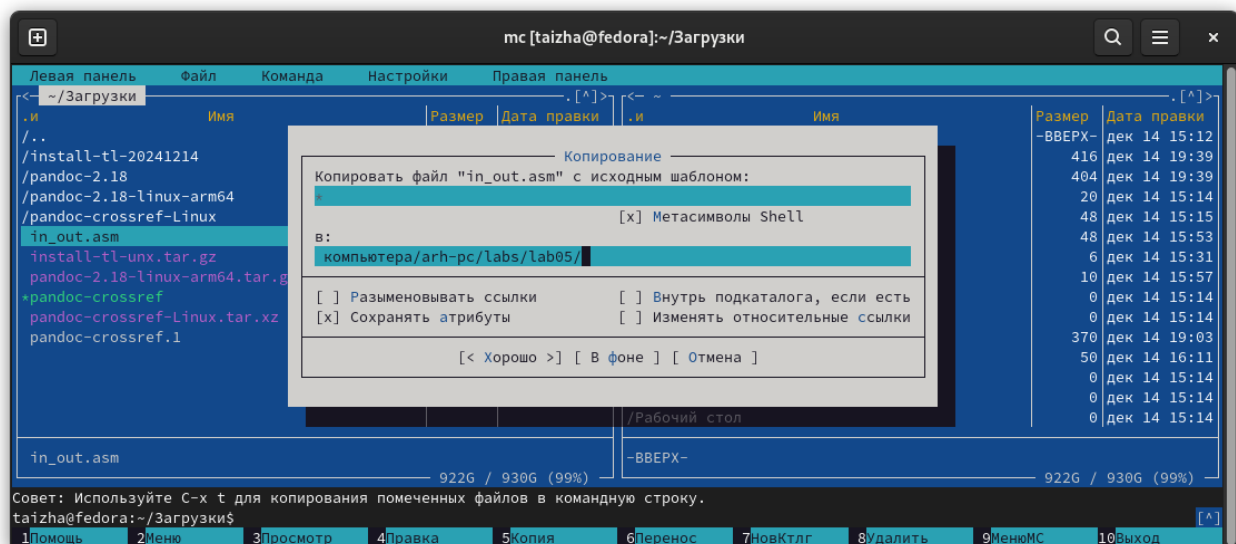 mc [taizha@fedora]:~/Загрузки
Левая панель Файл Команда Настройки Правая панель
<— ~/Загрузки .[^]> <— ~ .[^]>
.и Имя Размер Дата правки .и Имя Размер Дата правки
/.. -ВВЕРХ- дек 14 15:12
/install-tl-20241214 Копирование 416 дек 14 19:39
/pandoc-2.18 Копировать файл "in_out.asm" с исходным шаблоном: 404 дек 14 19:39
/pandoc-2.18-linux-arm64 * 20 дек 14 15:14
/pandoc-crossref-Linux [x] Метасимволы Shell 48 дек 14 15:15
in_out.asm в: 48 дек 14 15:53
install-tl-unx.tar.gz компьютера/arh-pc/labs/lab05/ 6 дек 14 15:31
pandoc-2.18-linux-arm64.tar.g 10 дек 14 15:57
*pandoc-crossref [ ] Разыменовывать ссылки [ ] Внутрь подкаталога, если есть 0 дек 14 15:14
pandoc-crossref-Linux.tar.xz [x] Сохранять атрибуты [ ] Изменять относительные ссылки 0 дек 14 15:14
pandoc-crossref.1 370 дек 14 19:03
[< Хорошо >] [ В фоне ] [ Отмена ] 50 дек 14 16:11
0 дек 14 15:14
0 дек 14 15:14
/Рабочий стол 0 дек 14 15:14
in_out.asm -ВВЕРХ-
922G / 930G (99%) 922G / 930G (99%)
Совет: Используйте C-x t для копирования помеченных файлов в командную строку.
taizha@fedora:~/Загрузки$ [^]
1Помощь 2Меню 3Просмотр 4Правка 5Копия 6Перенос 7НовКтлг 8Удалить 9МенюMC 10Выход